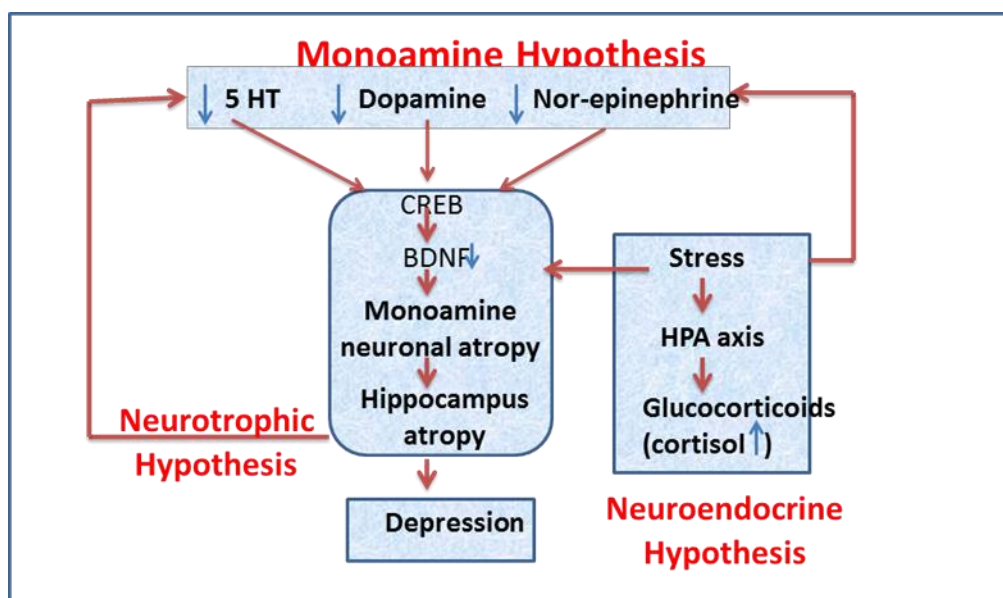 Monoamine Hypothesis
5 HT Dopamine Nor-epinephrine
CREB
BDNF
Monoamine
neuronal atropy
Hippocampus
atropy
Depression
Neurotrophic
Hypothesis
Stress
HPA axis
Glucocorticoids
(cortisol )
Neuroendocrine
Hypothesis